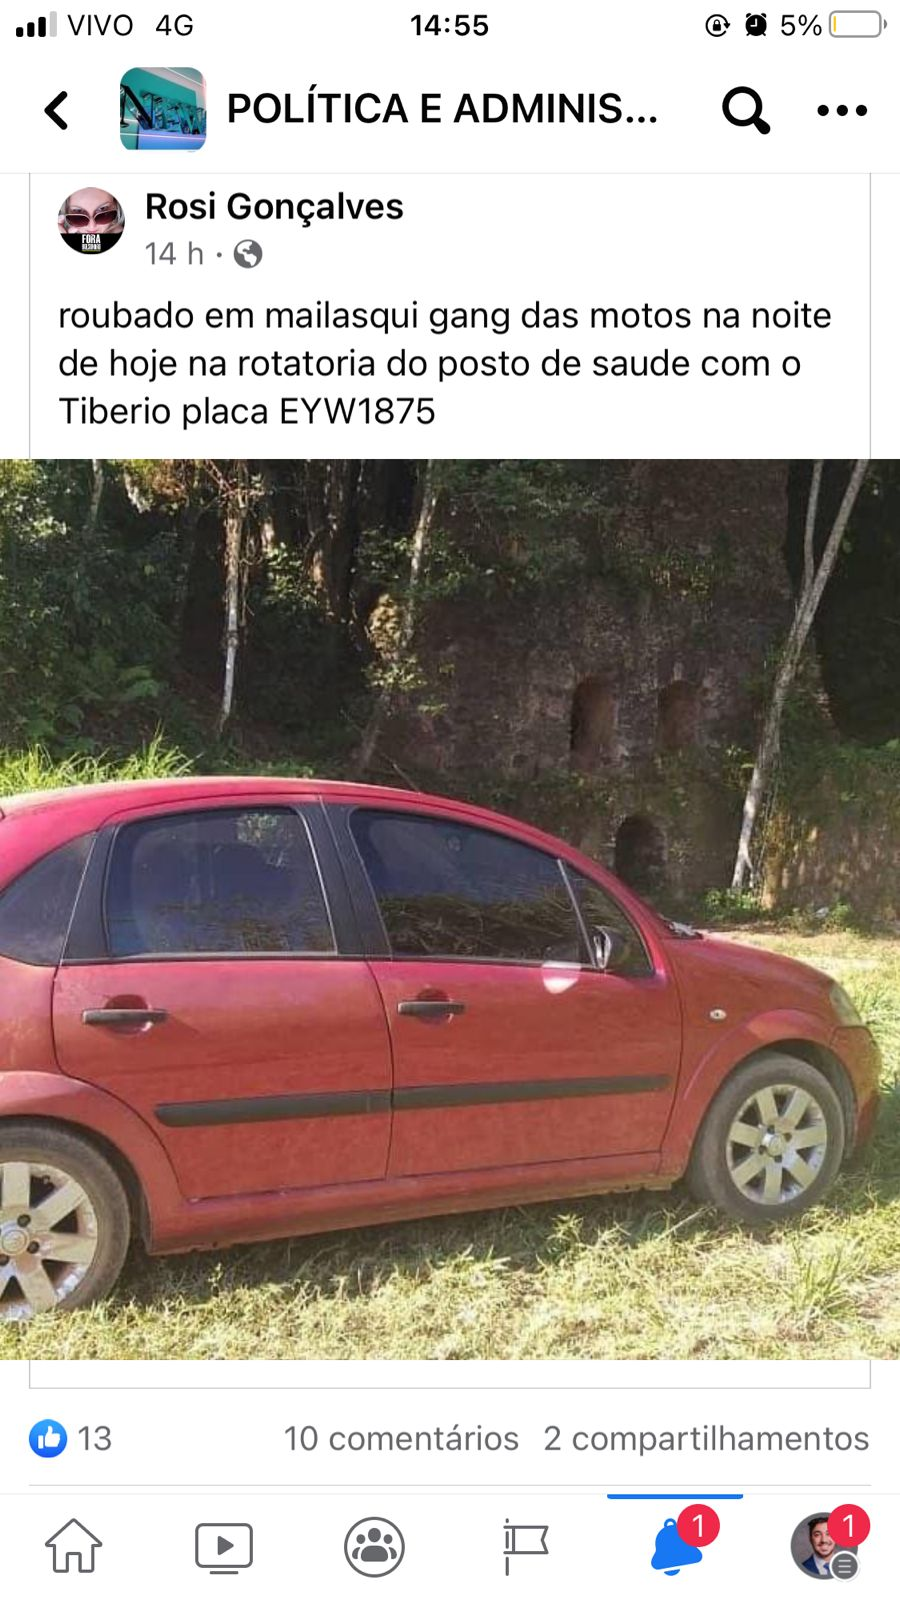 VIVO 4G 14:55 5%
POLÍTICA E ADMINIS...
Rosi Gonçalves
FORA
14 h
roubado em mailasqui gang das motos na noite
de hoje na rotatoria do posto de saude com o
Tiberio placa EYW1875
13 10 comentários 2 compartilhamentos
1 1